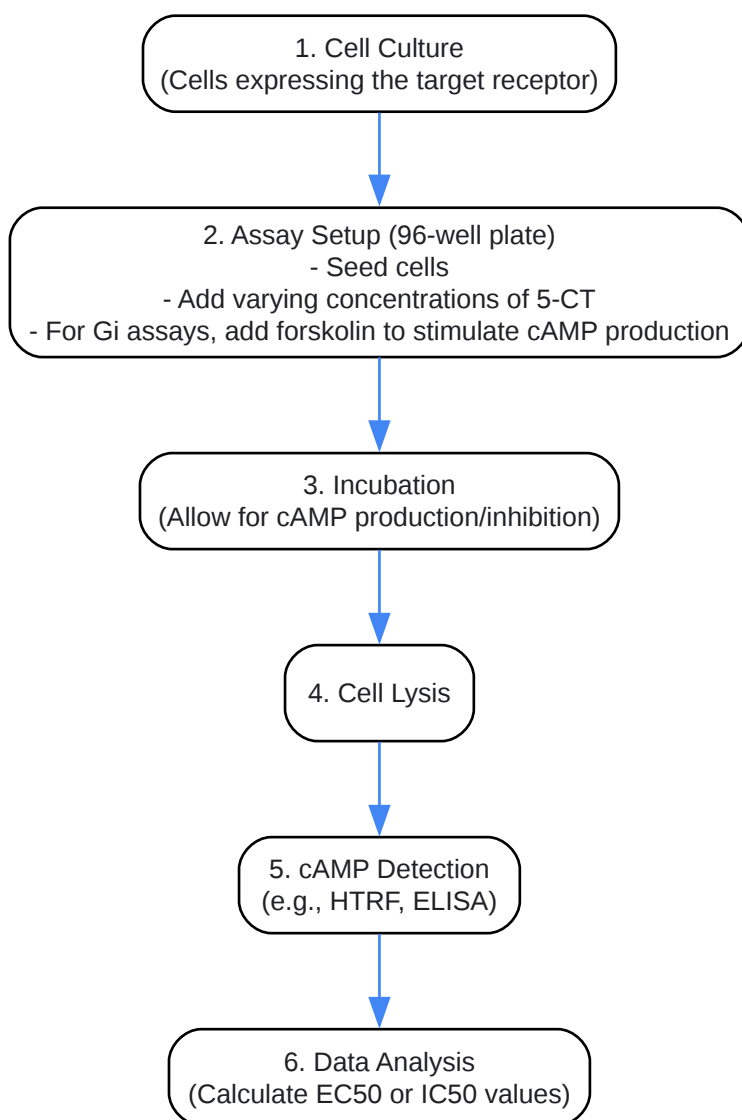 1. Cell Culture
(Cells expressing the target receptor)
2. Assay Setup (96-well plate)
- Seed cells
- Add varying concentrations of 5-CT
- For Gi assays, add forskolin to stimulate cAMP production
3. Incubation
(Allow for cAMP production/inhibition)
4. Cell Lysis
5. cAMP Detection
(e.g., HTRF, ELISA)
6. Data Analysis
(Calculate EC50 or IC50 values)